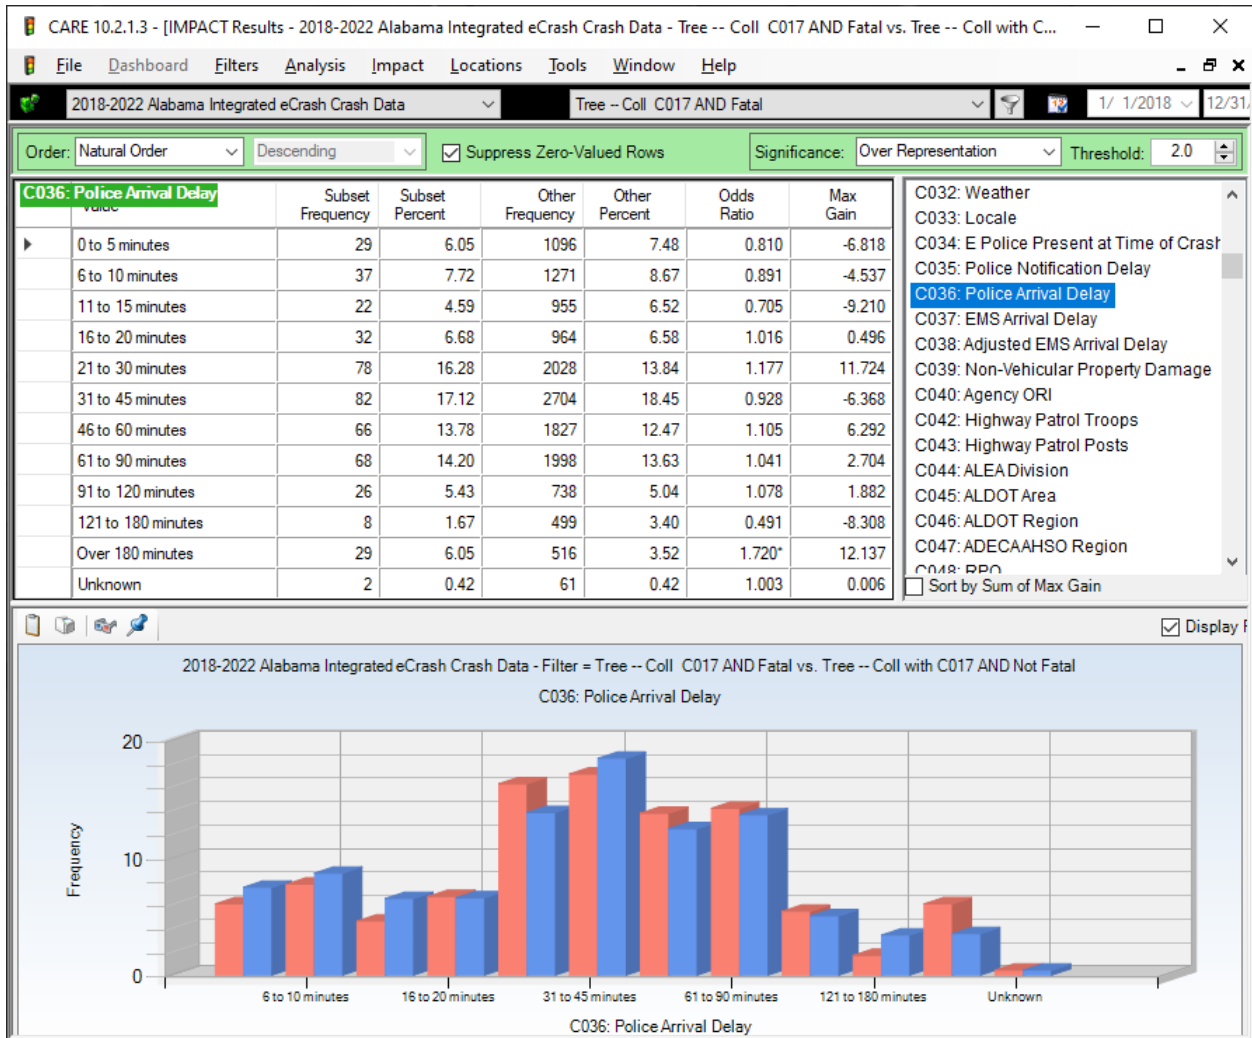 CARE 10.2.1.3 - [IMPACT Results - 2018-2022 Alabama Integrated eCrash Crash Data - Tree -- Coll C017 AND Fatal vs. Tree -- Coll with C...
File Dashboard Filters Analysis Impact Locations Tools Window Help
2018-2022 Alabama Integrated eCrash Crash Data Tree -- Coll C017 AND Fatal 1/ 1/2018 12/31/
Order: Natural Order Descending Suppress Zero-Valued Rows Significance: Over Representation Threshold: 2.0
C036: Police Arrival Delay
Subset Frequency Subset Percent Other Frequency Other Percent Odds Ratio Max Gain
0 to 5 minutes 29 6.05 1096 7.48 0.810 -6.818
6 to 10 minutes 37 7.72 1271 8.67 0.891 -4.537
11 to 15 minutes 22 4.59 955 6.52 0.705 -9.210
16 to 20 minutes 32 6.68 964 6.58 1.016 0.496
21 to 30 minutes 78 16.28 2028 13.84 1.177 11.724
31 to 45 minutes 82 17.12 2704 18.45 0.928 -6.368
46 to 60 minutes 66 13.78 1827 12.47 1.105 6.292
61 to 90 minutes 68 14.20 1998 13.63 1.041 2.704
91 to 120 minutes 26 5.43 738 5.04 1.078 1.882
121 to 180 minutes 8 1.67 499 3.40 0.491 -8.308
Over 180 minutes 29 6.05 516 3.52 1.720* 12.137
Unknown 2 0.42 61 0.42 1.003 0.006
C032: Weather
C033: Locale
C034: E Police Present at Time of Crash
C035: Police Notification Delay
C036: Police Arrival Delay
C037: EMS Arrival Delay
C038: Adjusted EMS Arrival Delay
C039: Non-Vehicular Property Damage
C040: Agency ORI
C042: Highway Patrol Troops
C043: Highway Patrol Posts
C044: ALEA Division
C045: ALDOT Area
C046: ALDOT Region
C047: ADECAAHSO Region
C048: RPO
Sort by Sum of Max Gain
Display F
2018-2022 Alabama Integrated eCrash Crash Data - Filter = Tree -- Coll C017 AND Fatal vs. Tree -- Coll with C017 AND Not Fatal
C036: Police Arrival Delay
Frequency
20
10
0
6 to 10 minutes 16 to 20 minutes 31 to 45 minutes 61 to 90 minutes 121 to 180 minutes Unknown
C036: Police Arrival Delay